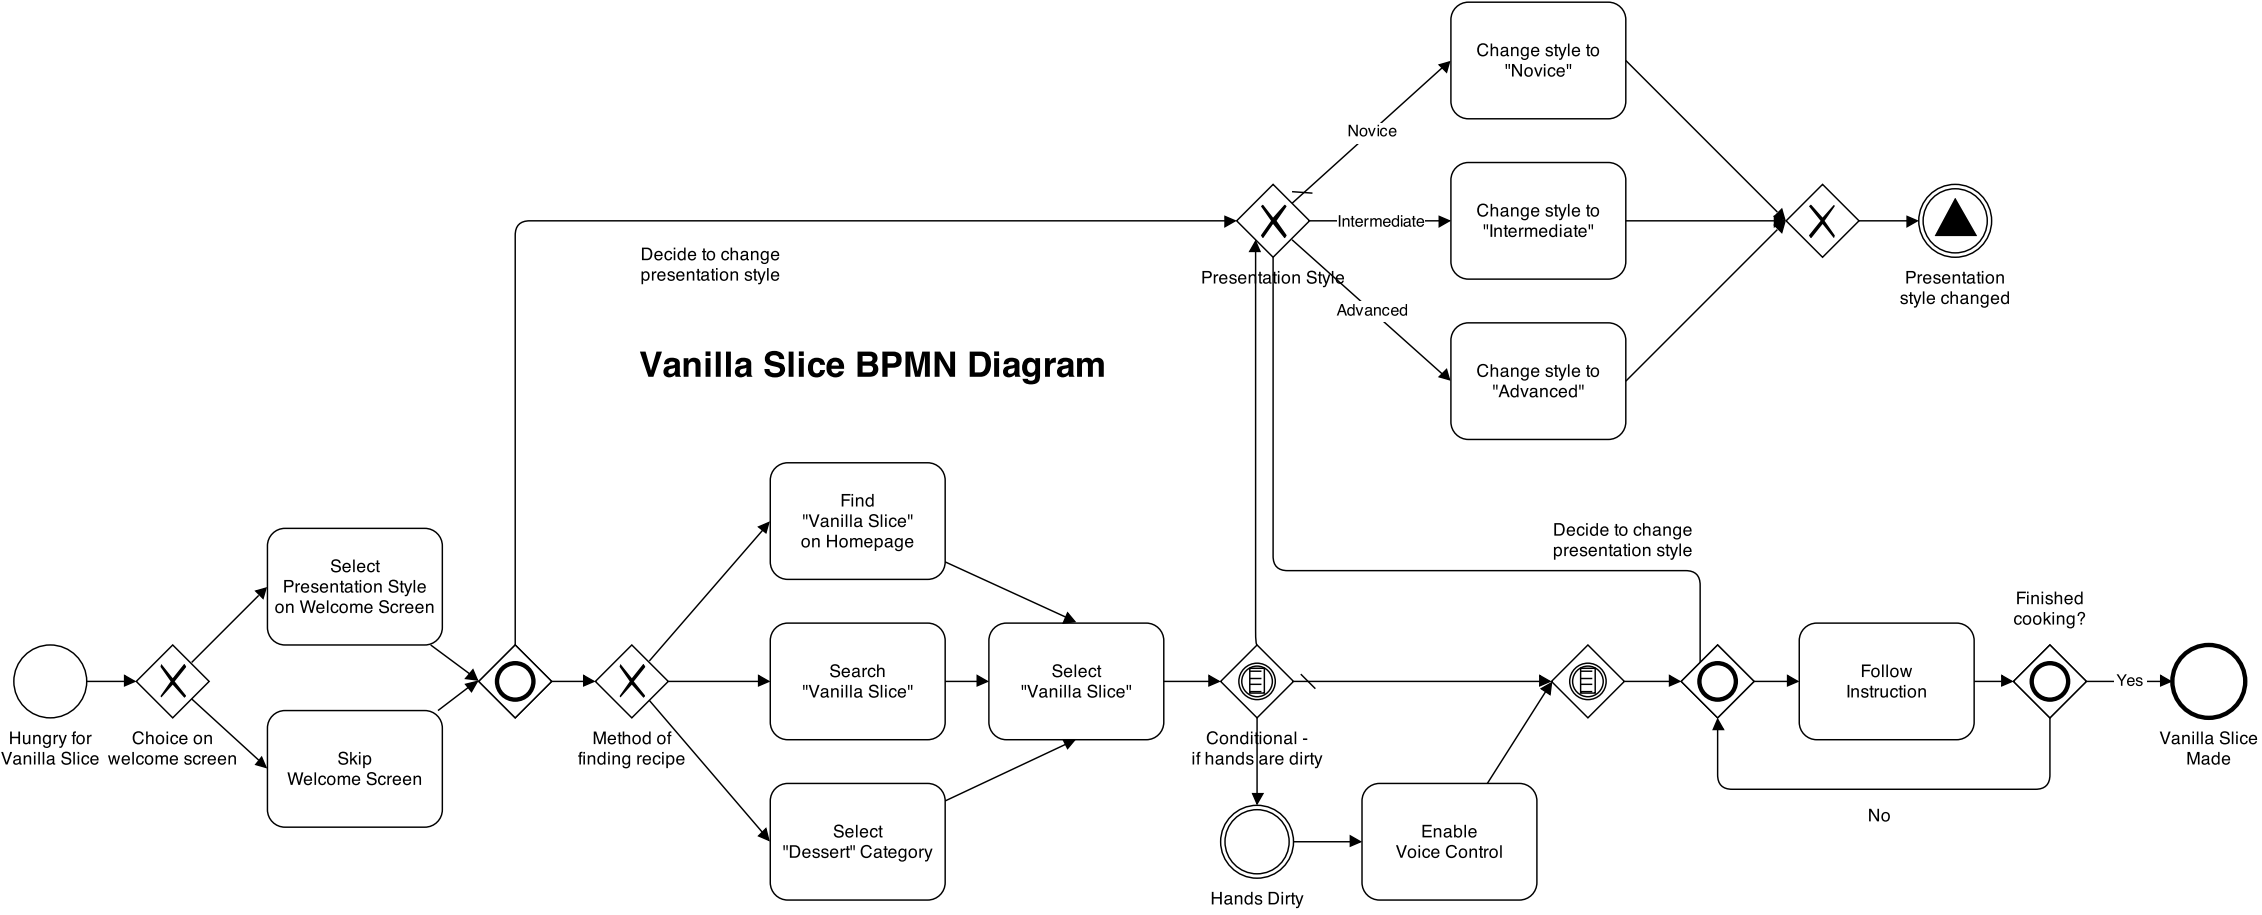 Change style to
"Novice"
Novice
Change style to
"Intermediate"
Intermediate
Decide to change
presentation style
Presentation Style
Presentation
style changed
Advanced
Vanilla Slice BPMN Diagram
Change style to
"Advanced"
Find
"Vanilla Slice"
on Homepage
Decide to change
presentation style
Select
Presentation Style
on Welcome Screen
Finished
cooking?
Search
"Vanilla Slice"
Select
"Vanilla Slice"
Follow
Instruction
Yes
Hungry for
Vanilla Slice
Choice on
welcome screen
Skip
Welcome Screen
Method of
finding recipe
Conditional -
if hands are dirty
Vanilla Slice
Made
No
Select
"Dessert" Category
Enable
Voice Control
Hands Dirty